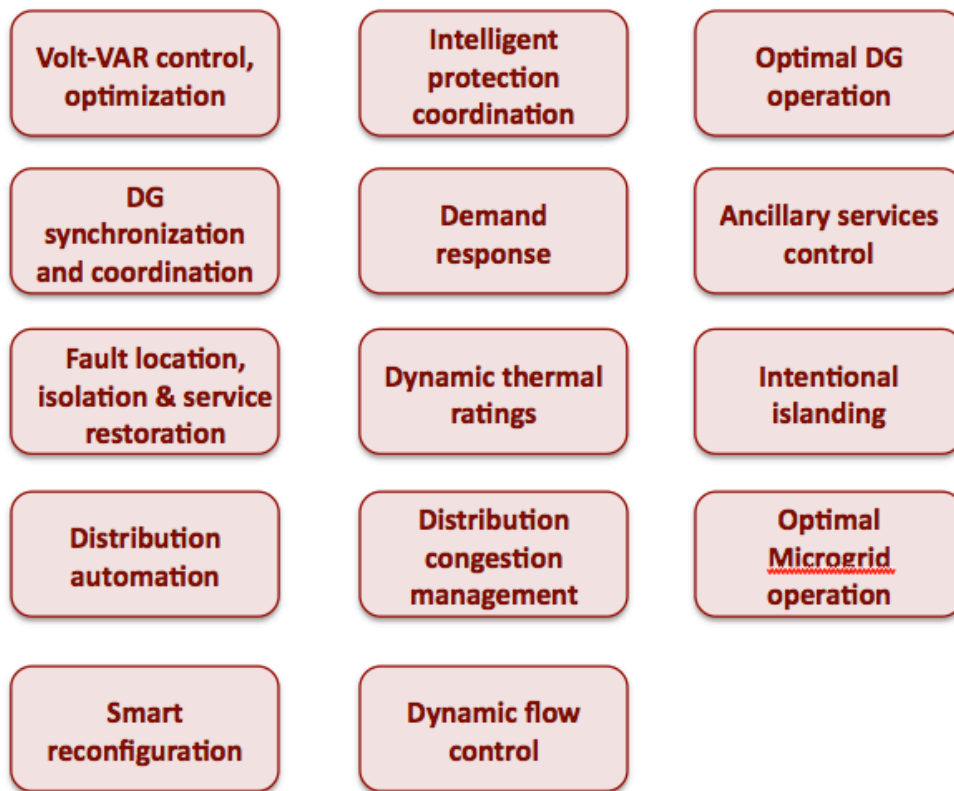 Volt-VAR control,
optimization
Intelligent
protection
coordination
Optimal DG
operation
DG
synchronization
and coordination
Demand
response
Ancillary services
control
Fault location,
isolation & service
restoration
Dynamic thermal
ratings
Intentional
islanding
Distribution
automation
Distribution
congestion
management
Optimal
Microgrid
operation
Smart
reconfiguration
Dynamic flow
control